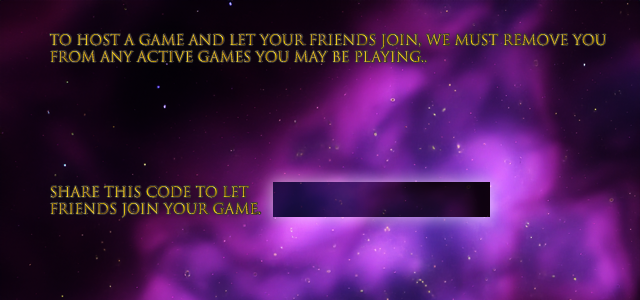 TO HOST A GAME AND LET YOUR FRIENDS JOIN, WE MUST REMOVE YOU
FROM ANY ACTIVE GAMES YOU MAY BE PLAYING..
SHARE THIS CODE TO LET
FRIENDS JOIN YOUR GAME.